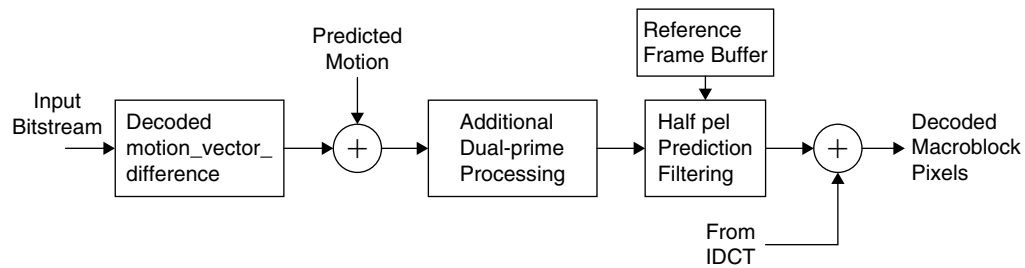 Input
Bitstream
Decoded
motion_vector_
difference
Predicted
Motion
+
Additional
Dual-prime
Processing
Reference
Frame Buffer
Half pel
Prediction
Filtering
+
From
IDCT
Decoded
Macroblock
Pixels